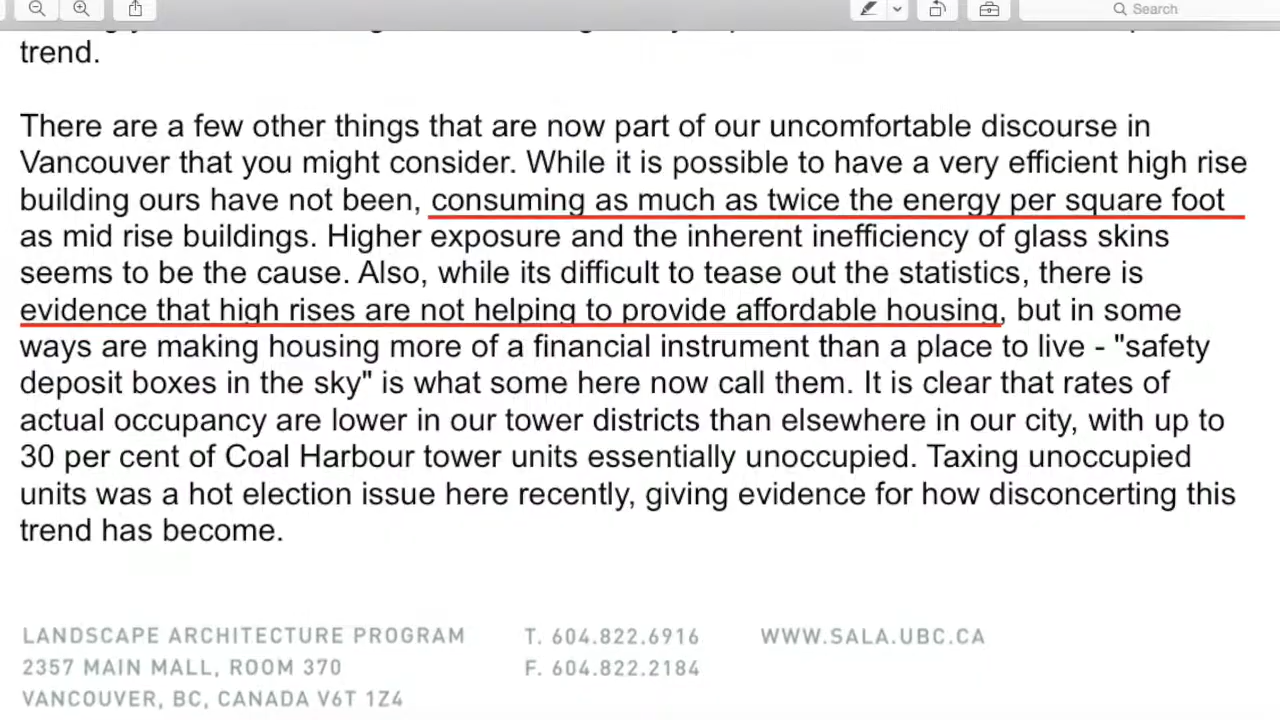 Search
trend.
There are a few other things that are now part of our uncomfortable discourse in
Vancouver that you might consider. While it is possible to have a very efficient high rise
building ours have not been, consuming as much as twice the energy per square foot
as mid rise buildings. Higher exposure and the inherent inefficiency of glass skins
seems to be the cause. Also, while its difficult to tease out the statistics, there is
evidence that high rises are not helping to provide affordable housing, but in some
ways are making housing more of a financial instrument than a place to live - "safety
deposit boxes in the sky" is what some here now call them. It is clear that rates of
actual occupancy are lower in our tower districts than elsewhere in our city, with up to
30 per cent of Coal Harbour tower units essentially unoccupied. Taxing unoccupied
units was a hot election issue here recently, giving evidence for how disconcerting this
trend has become.
LANDSCAPE ARCHITECTURE PROGRAM
2357 MAIN MALL, ROOM 370
VANCOUVER, BC, CANADA V6T 1Z4
T. 604.822.6916
F. 604.822.2184
WWW.SALA.UBC.CA